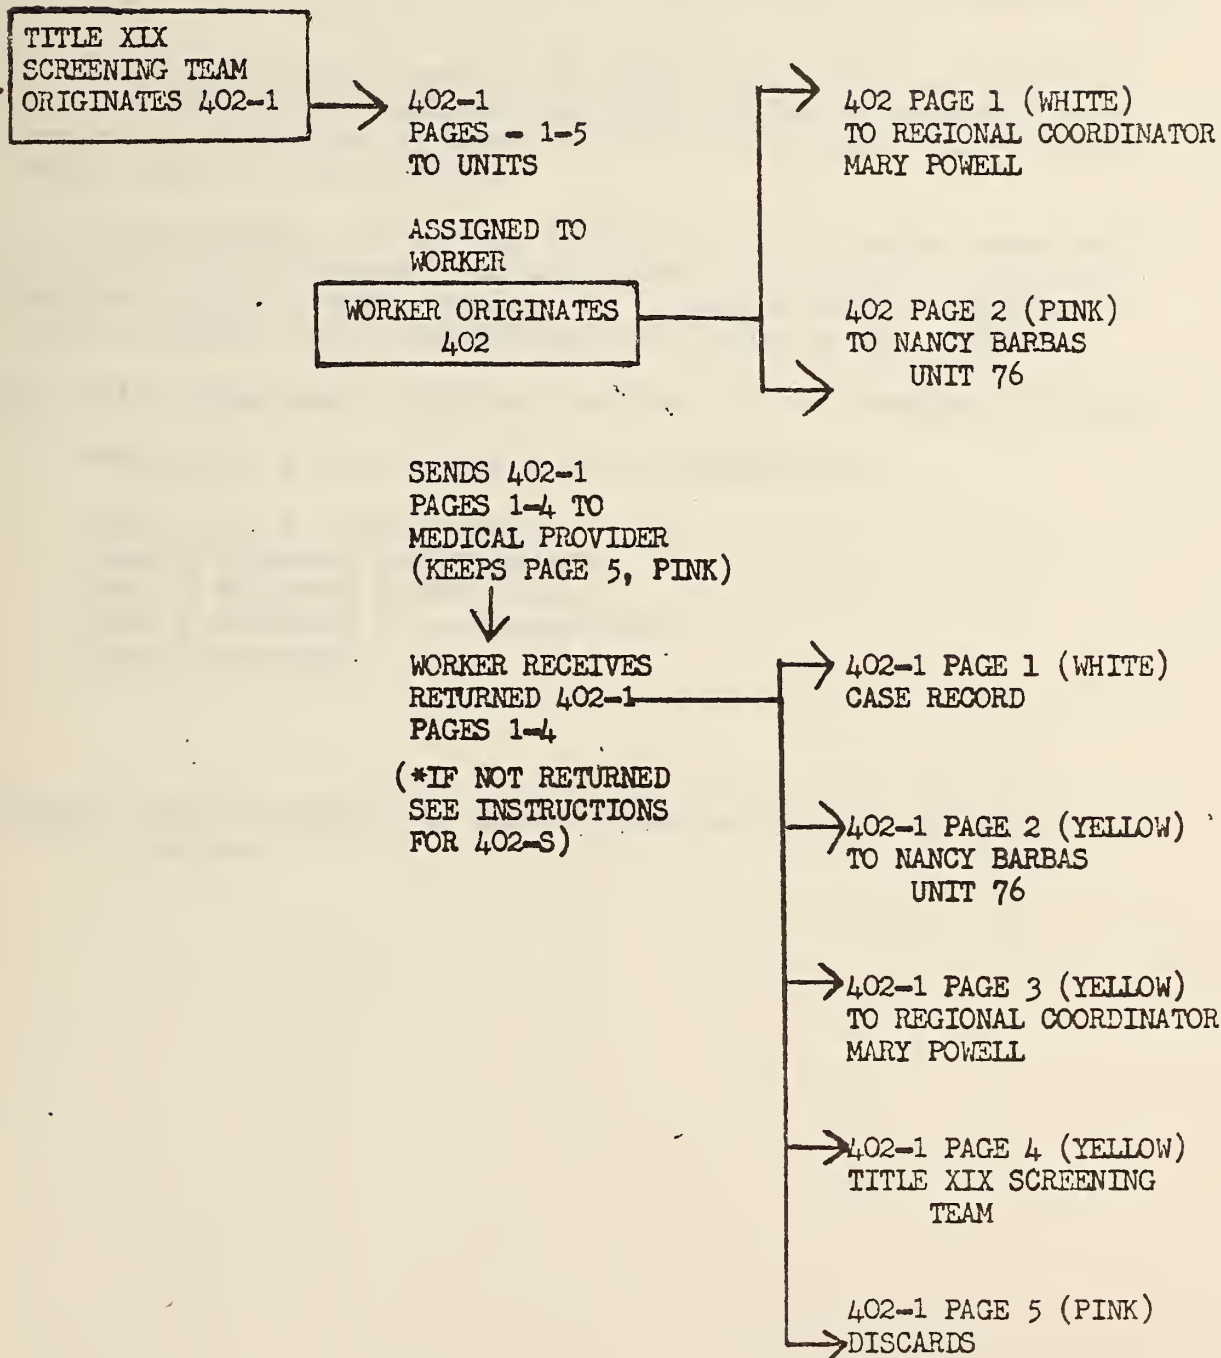 TITLE XIX
SCREENING TEAM
ORIGINATES 402-1
402-1
PAGES - 1-5
TO UNITS
ASSIGNED TO
WORKER
WORKER ORIGINATES
402
402 PAGE 1 (WHITE)
TO REGIONAL COORDINATOR
MARY POWELL
402 PAGE 2 (PINK)
TO NANCY BARBAS
UNIT 76
SENDS 402-1
PAGES 1-4 TO
MEDICAL PROVIDER
(KEEPS PAGE 5, PINK)
WORKER RECEIVES
RETURNED 402-1
PAGES 1-4
(*IF NOT RETURNED
SEE INSTRUCTIONS
FOR 402-S)
402-1 PAGE 1 (WHITE)
CASE RECORD
402-1 PAGE 2 (YELLOW)
TO NANCY BARBAS
UNIT 76
402-1 PAGE 3 (YELLOW)
TO REGIONAL COORDINATOR
MARY POWELL
402-1 PAGE 4 (YELLOW)
TITLE XIX SCREENING
TEAM
402-1 PAGE 5 (PINK)
DISCARDS